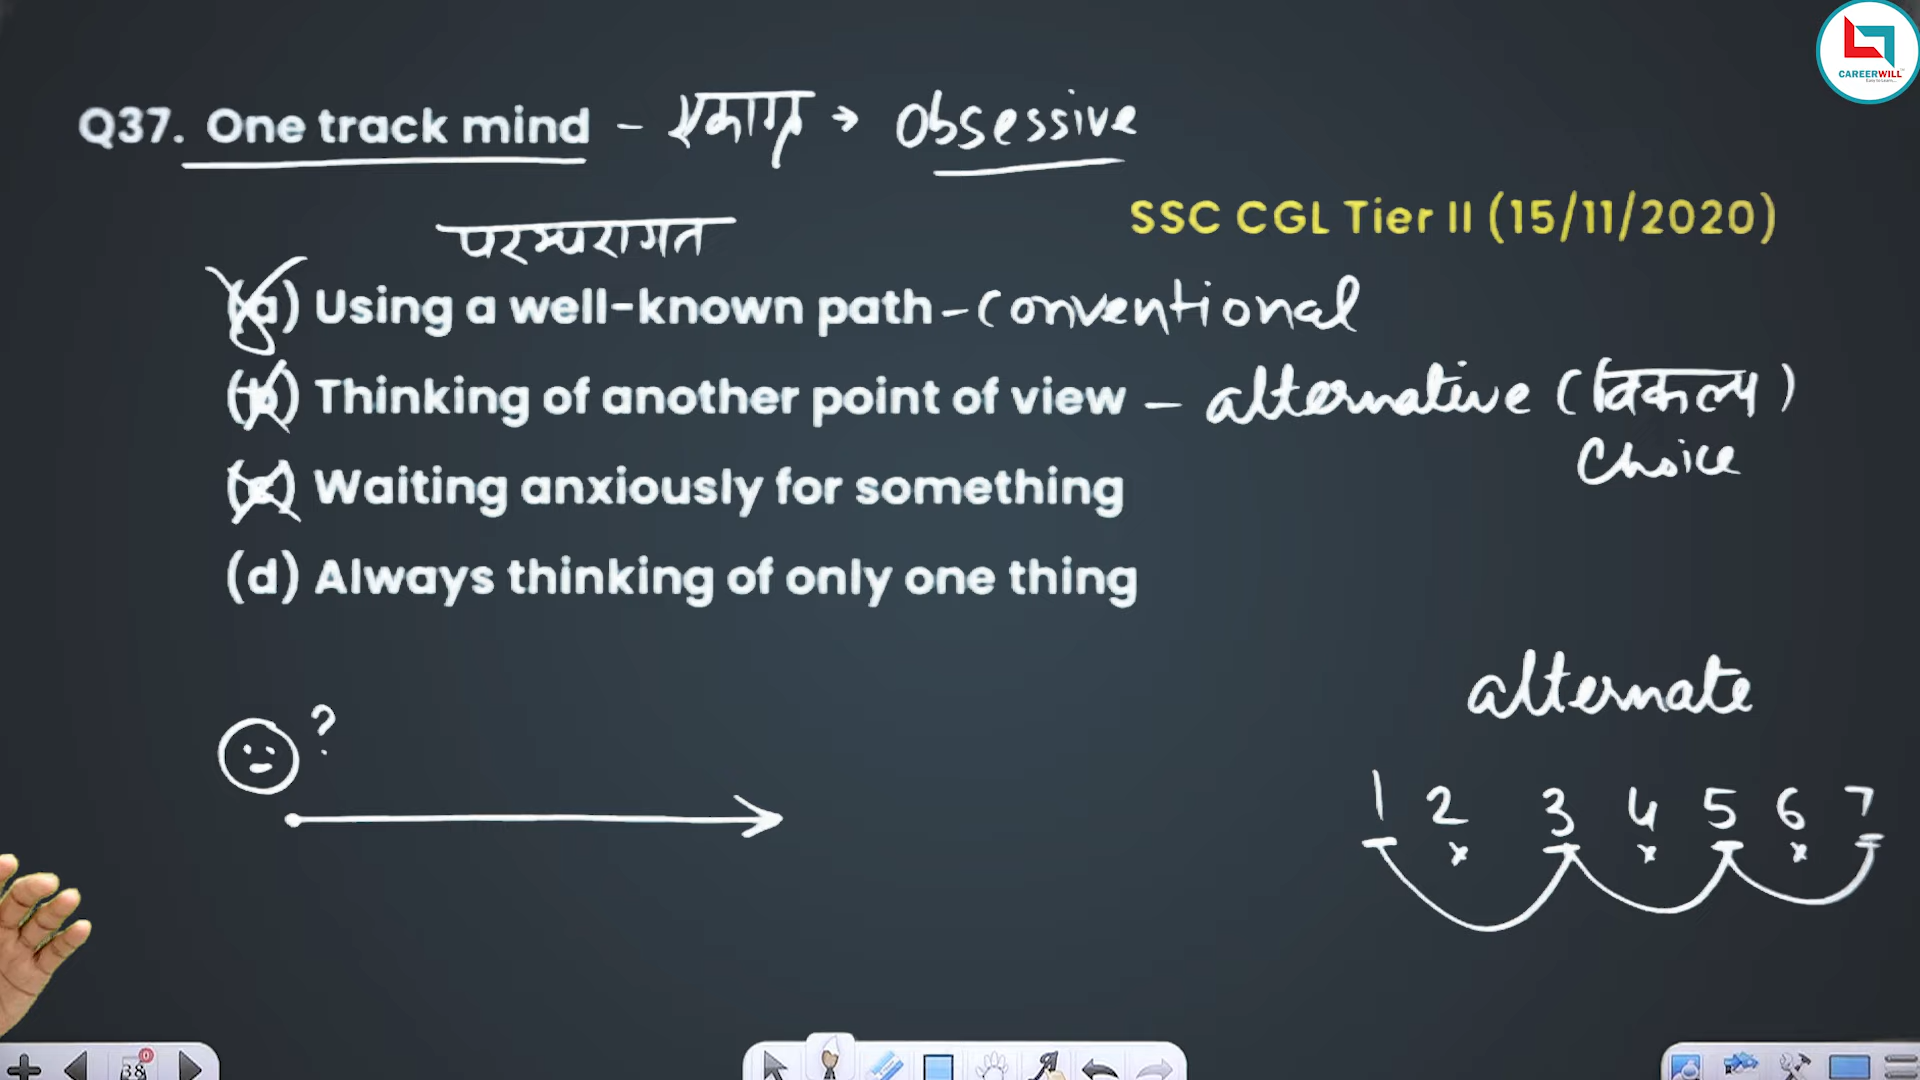 CAREERWILL
Q37. One track mind - एकाग्र → Obsessive
SSC CGL Tier II (15/11/2020)
परम्परागत
(a) Using a well-known path - Conventional
(b) Thinking of another point of view - alternative (विकल्प)
Choice
(c) Waiting anxiously for something
(d) Always thinking of only one thing
?
alternate
1 2 3 4 5 6 7
x x x
38